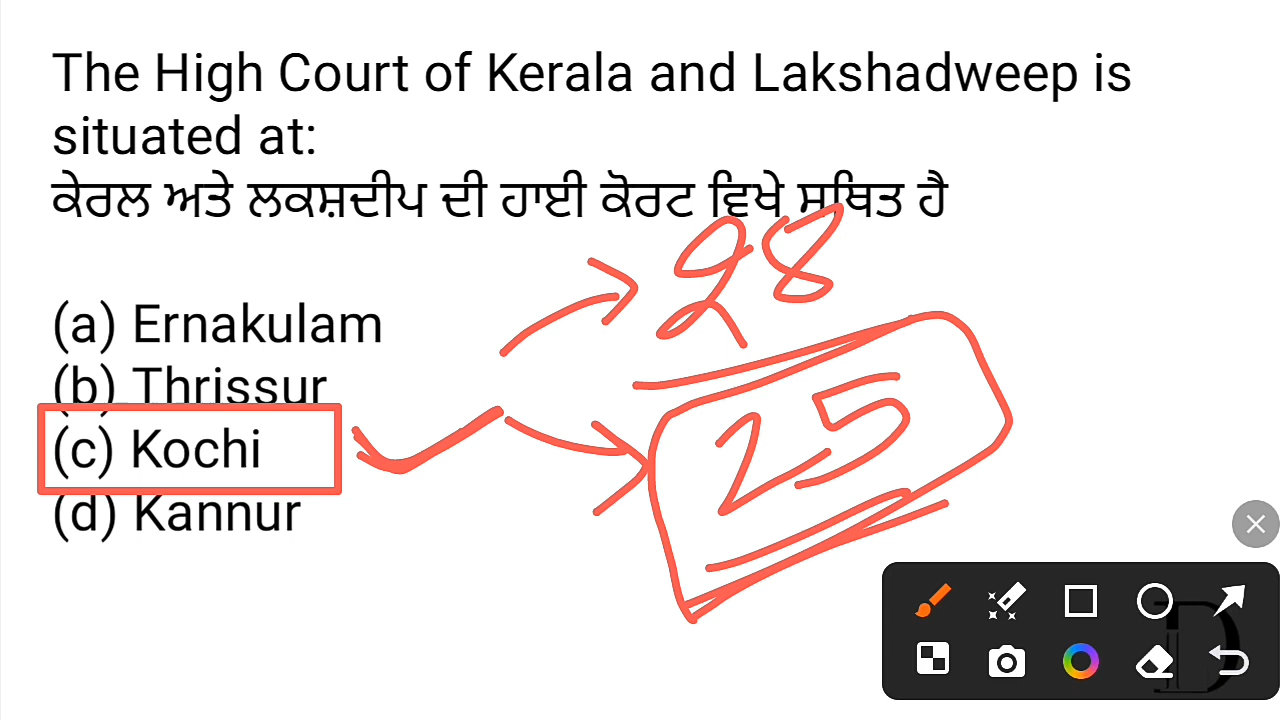 The High Court of Kerala and Lakshadweep is
situated at:
ਕੇਰਲ ਅਤੇ ਲਕਸ਼ਦੀਪ ਦੀ ਹਾਈ ਕੋਰਟ ਵਿਖੇ ਸਥਿਤ ਹੈ
28
(a) Ernakulam
(b) Thrissur
25
(c) Kochi
(d) Kannur